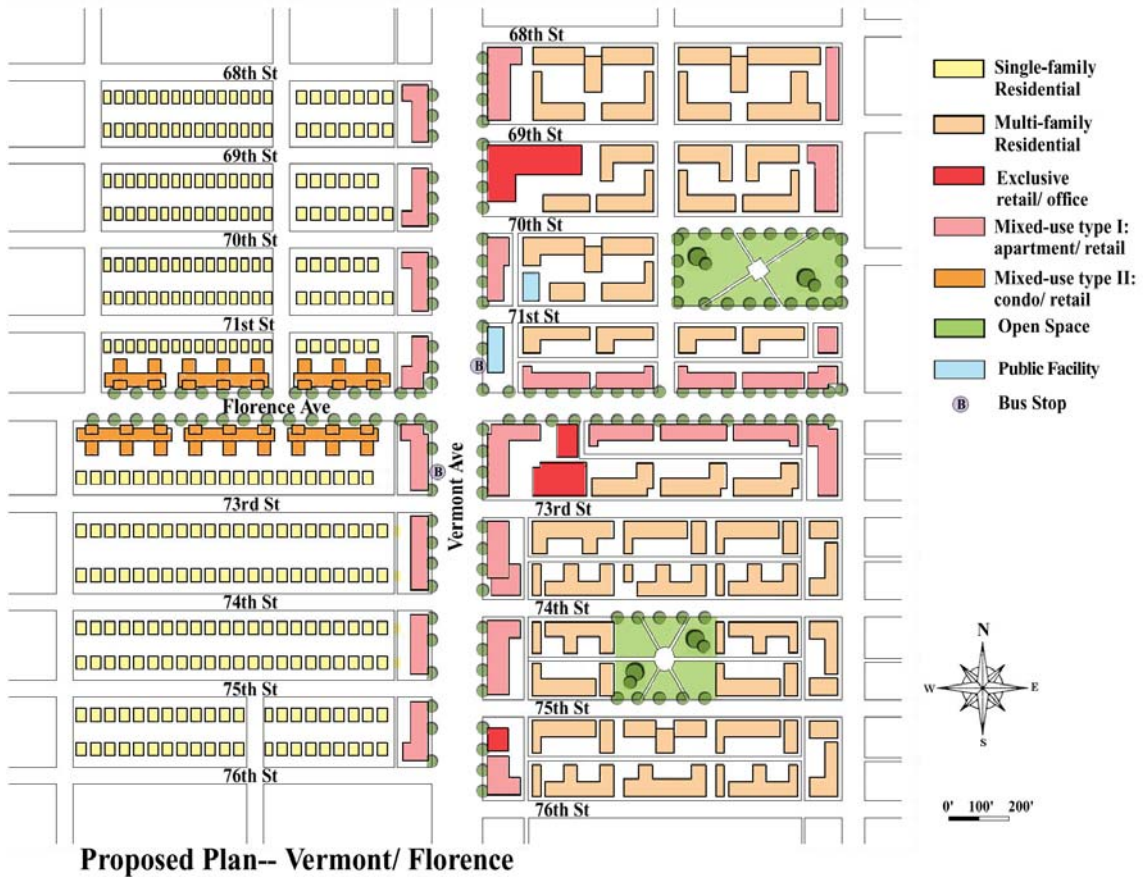 68th St
69th St
70th St
71st St
Florence Ave
73rd St
74th St
75th St
76th St
Vermont Ave
B
B
68th St
69th St
70th St
71st St
73rd St
74th St
75th St
76th St
Single-family
Residential
Multi-family
Residential
Exclusive
retail/ office
Mixed-use type I:
apartment/ retail
Mixed-use type II:
condo/ retail
Open Space
Public Facility
B Bus Stop
N
W E
S
0' 100' 200'
Proposed Plan-- Vermont/ Florence